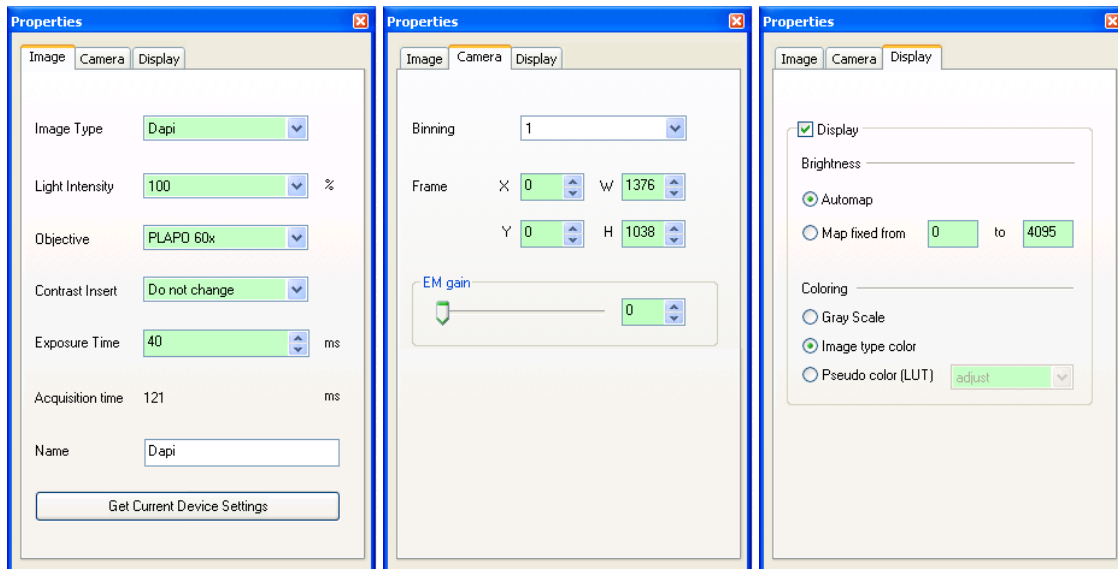 Properties
Image Camera Display
Image Type Dapi
Light Intensity 100 %
Objective PLAPO 60x
Contrast Insert Do not change
Exposure Time 40 ms
Acquisition time 121 ms
Name Dapi
Get Current Device Settings
Properties
Image Camera Display
Binning 1
Frame X 0 W 1376
Y 0 H 1038
EM gain
0
Properties
Image Camera Display
Display
Brightness
Automap
Map fixed from 0 to 4095
Coloring
Gray Scale
Image type color
Pseudo color (LUT) adjust